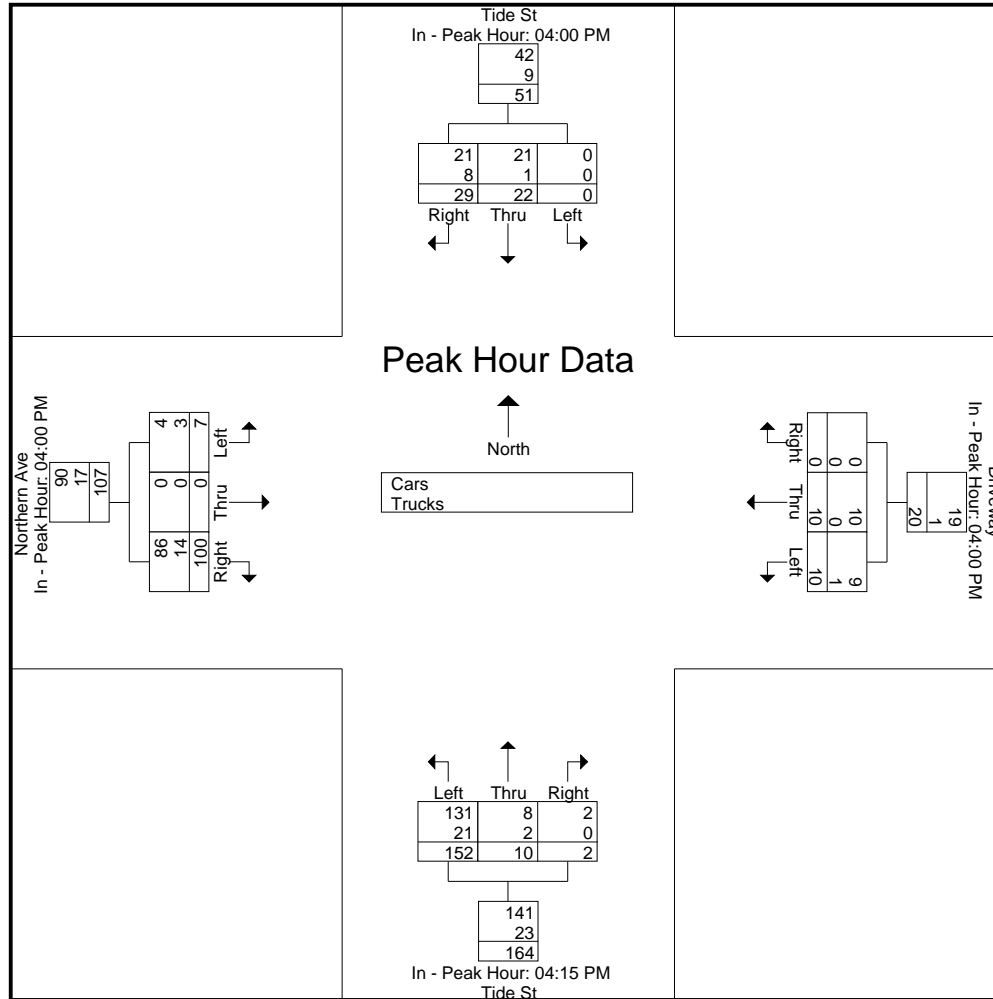 Tide St
In - Peak Hour: 04:00 PM
42
9
51
21 21 0
8 1 0
29 22 0
Right Thru Left
Peak Hour Data
North
Cars
Trucks
Northern Ave
In - Peak Hour: 04:00 PM
90
17
107
4 0 86
3 0 14
7 0 100
Left Thru Right
Driveway
In - Peak Hour: 04:00 PM
19
1
20
0 10 9
0 0 1
0 10 10
Right Thru Left
Left Thru Right
131 8 2
21 2 0
152 10 2
141
23
164
In - Peak Hour: 04:15 PM
Tide St